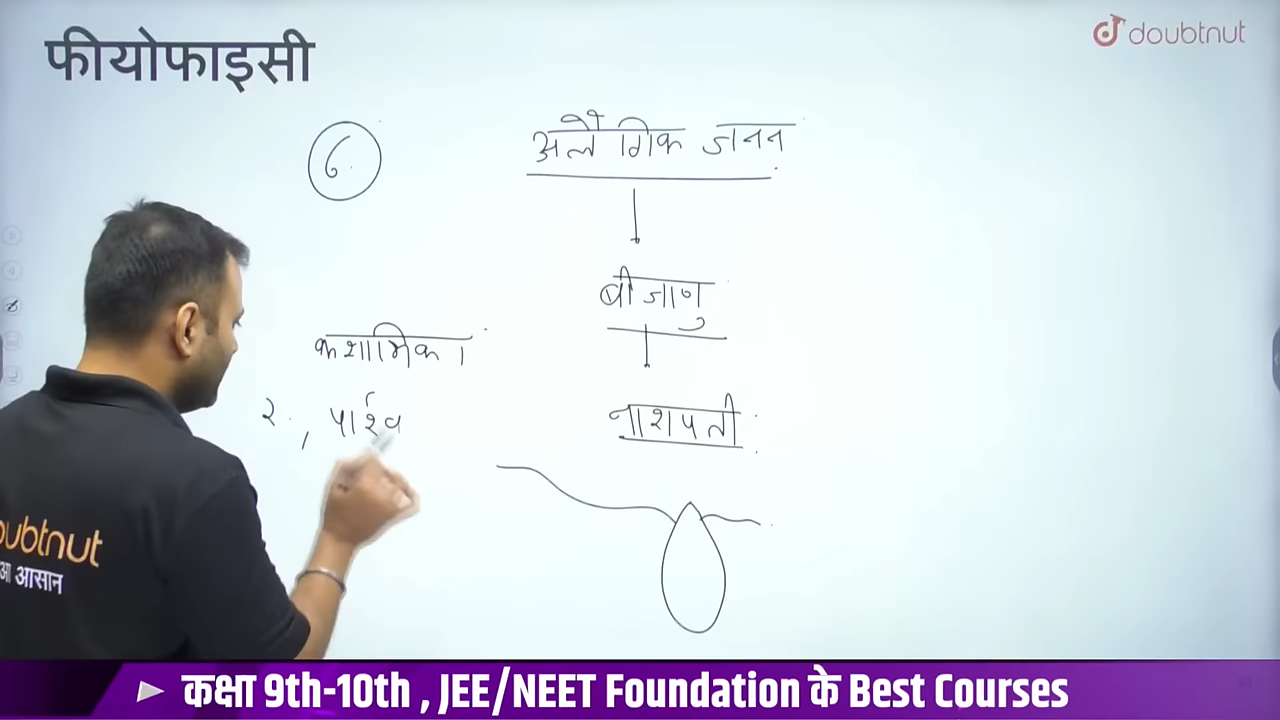 फीयोफाइसी
doubtnut
6.
अलैंगिक जनन
बीजाणु
कशाभिक।
2., पार्श्व
नाशपती
oubtnut
आ आसान
कक्षा 9th-10th , JEE/NEET Foundation के Best Courses